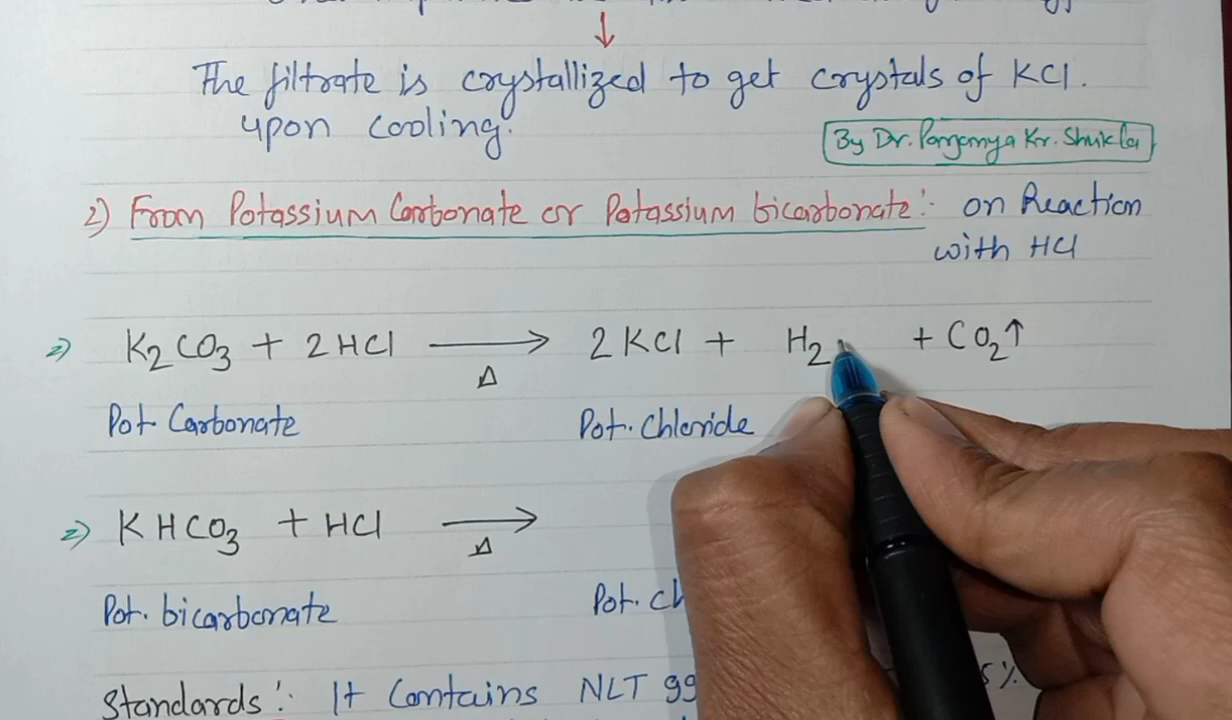 ↓
The filtrate is crystallized to get crystals of KCl.
upon cooling.
By Dr. Pargamya Kr. Shukla
2) From Potassium Carbonate or Potassium bicarbonate :- on Reaction
with HCl
⇒ K₂CO₃ + 2HCl ⟶ 2KCl + H₂ + CO₂↑
Δ
Pot. Carbonate Pot. Chloride
⇒ KHCO₃ + HCl ⟶
Δ
Pot. bicarbonate Pot. ch
Standards :- It Contains NLT 99 5%